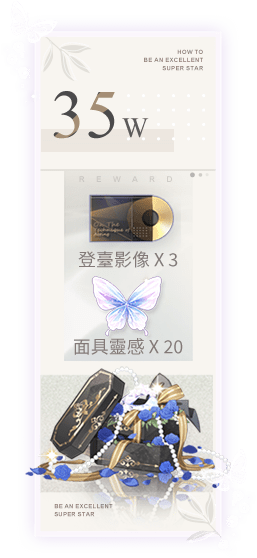 HOW TO
BE AN EXCELLENT
SUPER STAR
35W
REWARD
On The
Technique of
Acting
登臺影像 X 3
面具靈感 X 20
BE AN EXCELLENT
SUPER STAR